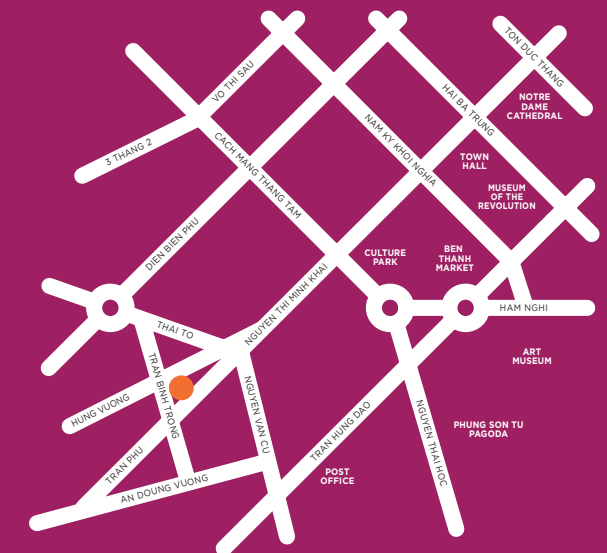 TON DUC THANG
NOTRE
DAME
CATHEDRAL
VO THI SAU
HAI BA TRUNG
3 THANG 2
CACH MANG THANG TAM
NAM KY KHOI NGHIA
TOWN
HALL
MUSEUM
OF THE
REVOLUTION
DIEN BIEN PHU
CULTURE
PARK
BEN
THANH
MARKET
NGUYEN THI MINH KHAI
HAM NGHI
THAI TO
ART
MUSEUM
TRAN BINH TRONG
HUNG VUONG
NGUYEN VAN CU
TRAN HUNG DAO
NGUYEN THAI HOC
PHUNG SON TU
PAGODA
TRAN PHU
POST
OFFICE
AN DOUNG VUONG